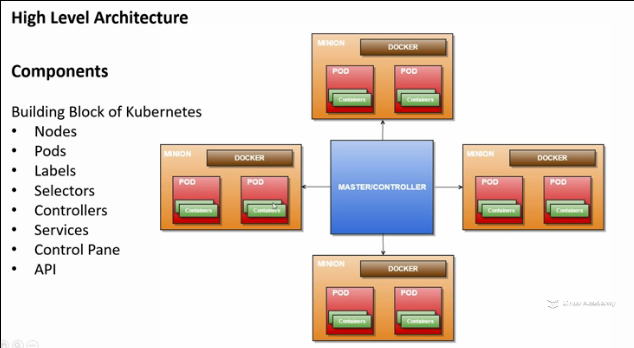 High Level Architecture
Components
Building Block of Kubernetes
• Nodes
• Pods
• Labels
• Selectors
• Controllers
• Services
• Control Pane
• API
MINION
DOCKER
POD
POD
Containers
Containers
MINION
DOCKER
POD
POD
Containers
Containers
MASTER/CONTROLLER
MINION
DOCKER
POD
POD
Containers
Containers
MINION
DOCKER
POD
POD
Containers
Containers